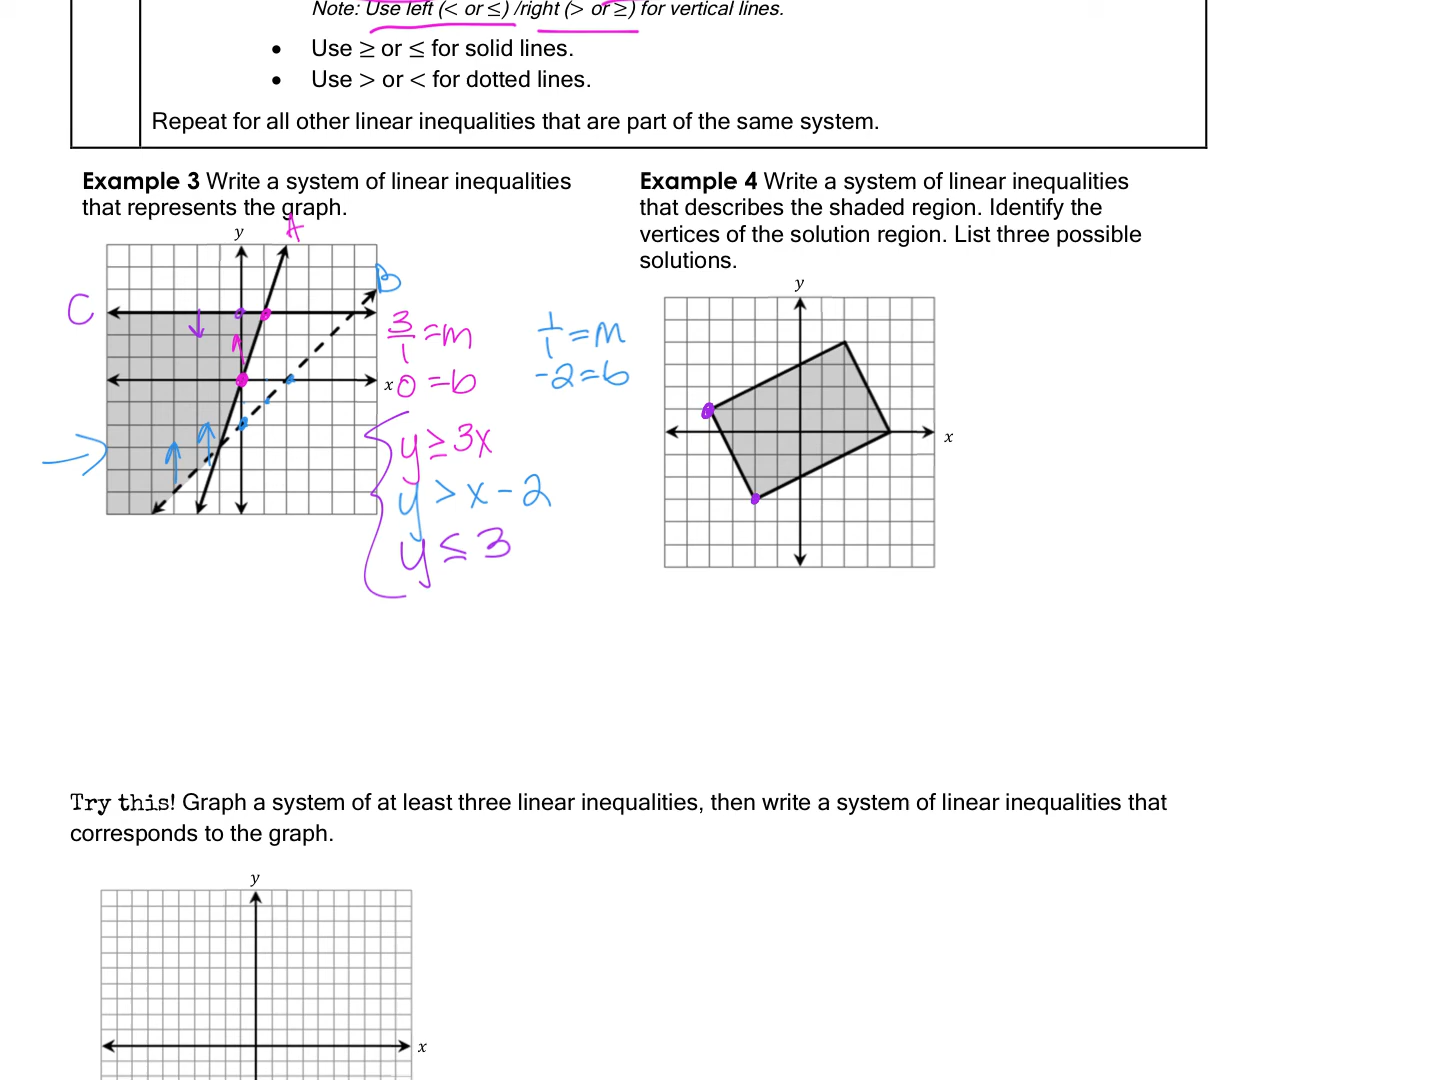 Note: Use left (< or ≤) /right (> or ≥) for vertical lines.
• Use ≥ or ≤ for solid lines.
• Use > or < for dotted lines.
Repeat for all other linear inequalities that are part of the same system.
Example 3 Write a system of linear inequalities
that represents the graph.
A
y
B
C
3/1 = m
x
0 = b
1/1 = m
-2 = b
y ≥ 3x
y > x - 2
y ≤ 3
Example 4 Write a system of linear inequalities
that describes the shaded region. Identify the
vertices of the solution region. List three possible
solutions.
y
x
Try this! Graph a system of at least three linear inequalities, then write a system of linear inequalities that
corresponds to the graph.
y
x